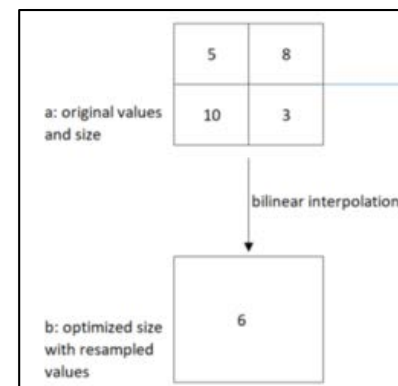 5 8
a: original values
and size
10 3
bilinear interpolation
6
b: optimized size
with resampled
values